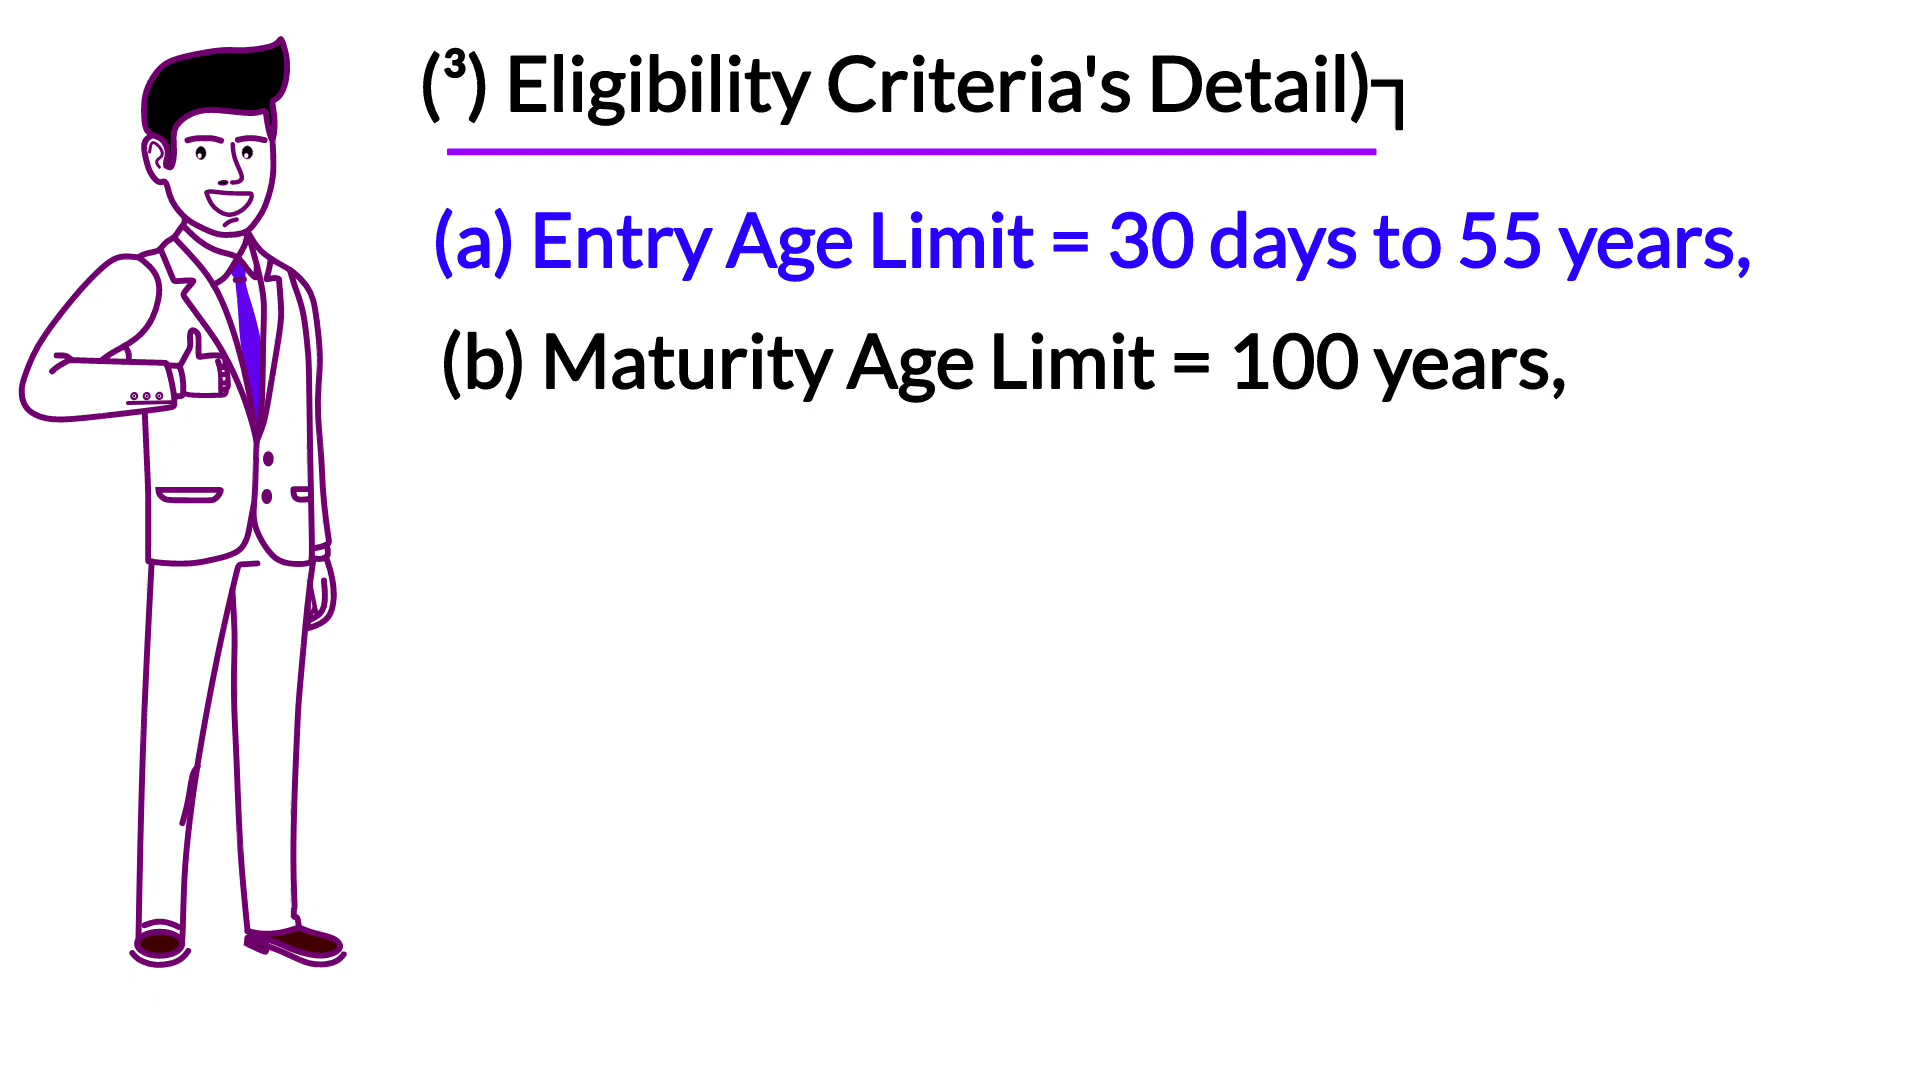 (³) Eligibility Criteria's Detail)┐
(a) Entry Age Limit = 30 days to 55 years,
(b) Maturity Age Limit = 100 years,